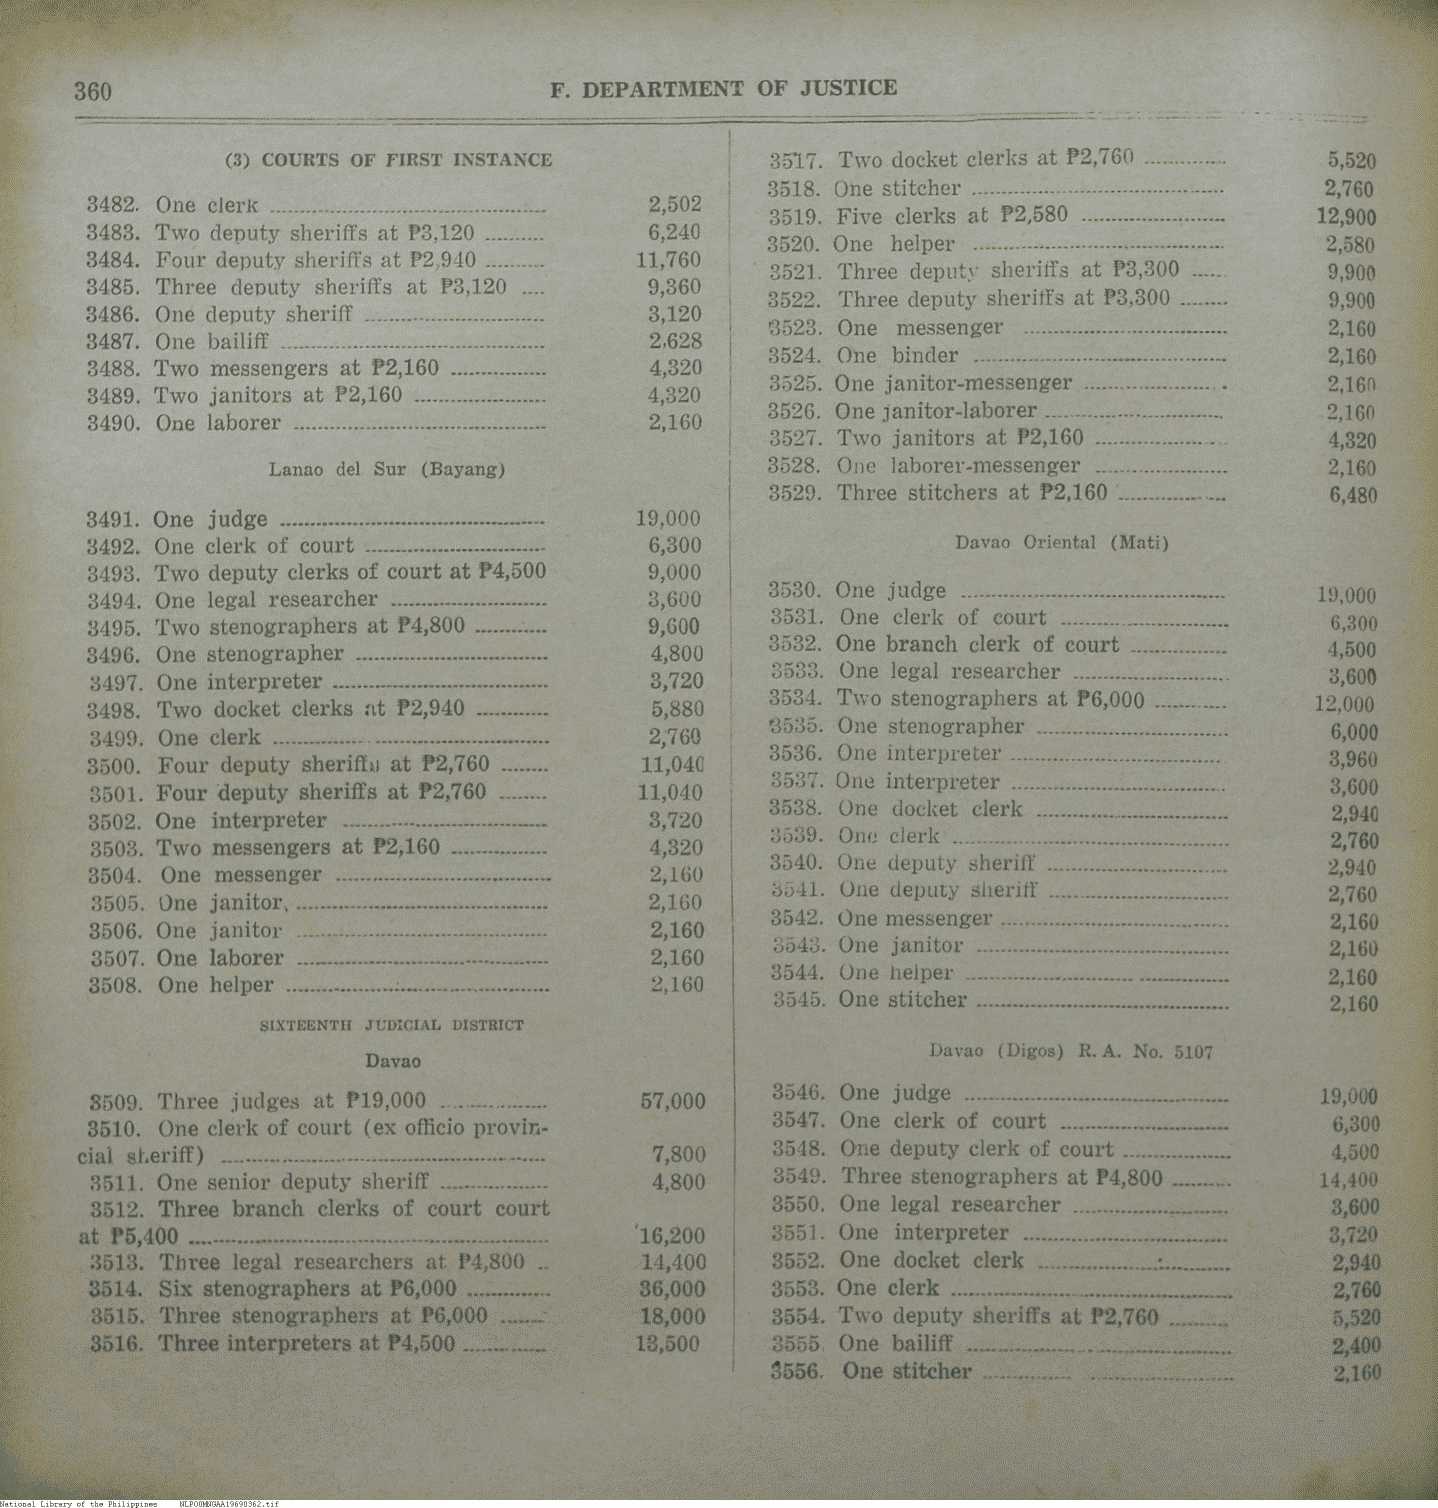 360
F. DEPARTMENT OF JUSTICE
(3) COURTS OF FIRST INSTANCE
3482. One clerk 2,502
3483. Two deputy sheriffs at ₱3,120 6,240
3484. Four deputy sheriffs at ₱2,940 11,760
3485. Three deputy sheriffs at ₱3,120 9,360
3486. One deputy sheriff 3,120
3487. One bailiff 2,628
3488. Two messengers at ₱2,160 4,320
3489. Two janitors at ₱2,160 4,320
3490. One laborer 2,160
Lanao del Sur (Bayang)
3491. One judge 19,000
3492. One clerk of court 6,300
3493. Two deputy clerks of court at ₱4,500 9,000
3494. One legal researcher 3,600
3495. Two stenographers at ₱4,800 9,600
3496. One stenographer 4,800
3497. One interpreter 3,720
3498. Two docket clerks at ₱2,940 5,880
3499. One clerk 2,760
3500. Four deputy sheriffs at ₱2,760 11,040
3501. Four deputy sheriffs at ₱2,760 11,040
3502. One interpreter 3,720
3503. Two messengers at ₱2,160 4,320
3504. One messenger 2,160
3505. One janitor, 2,160
3506. One janitor 2,160
3507. One laborer 2,160
3508. One helper 2,160
SIXTEENTH JUDICIAL DISTRICT
Davao
3509. Three judges at ₱19,000 57,000
3510. One clerk of court (ex officio provin-
cial sheriff) 7,800
3511. One senior deputy sheriff 4,800
3512. Three branch clerks of court court
at ₱5,400 16,200
3513. Three legal researchers at ₱4,800 14,400
3514. Six stenographers at ₱6,000 36,000
3515. Three stenographers at ₱6,000 18,000
3516. Three interpreters at ₱4,500 13,500
3517. Two docket clerks at ₱2,760 5,520
3518. One stitcher 2,760
3519. Five clerks at ₱2,580 12,900
3520. One helper 2,580
3521. Three deputy sheriffs at ₱3,300 9,900
3522. Three deputy sheriffs at ₱3,300 9,900
3523. One messenger 2,160
3524. One binder 2,160
3525. One janitor-messenger 2,160
3526. One janitor-laborer 2,160
3527. Two janitors at ₱2,160 4,320
3528. One laborer-messenger 2,160
3529. Three stitchers at ₱2,160 6,480
Davao Oriental (Mati)
3530. One judge 19,000
3531. One clerk of court 6,300
3532. One branch clerk of court 4,500
3533. One legal researcher 3,600
3534. Two stenographers at ₱6,000 12,000
3535. One stenographer 6,000
3536. One interpreter 3,960
3537. One interpreter 3,600
3538. One docket clerk 2,940
3539. One clerk 2,760
3540. One deputy sheriff 2,940
3541. One deputy sheriff 2,760
3542. One messenger 2,160
3543. One janitor 2,160
3544. One helper 2,160
3545. One stitcher 2,160
Davao (Digos) R. A. No. 5107
3546. One judge 19,000
3547. One clerk of court 6,300
3548. One deputy clerk of court 4,500
3549. Three stenographers at ₱4,800 14,400
3550. One legal researcher 3,600
3551. One interpreter 3,720
3552. One docket clerk 2,940
3553. One clerk 2,760
3554. Two deputy sheriffs at ₱2,760 5,520
3555 One bailiff 2,400
3556. One stitcher 2,160
National Library of the Philippines NLPO0MNGAA19690362.tif